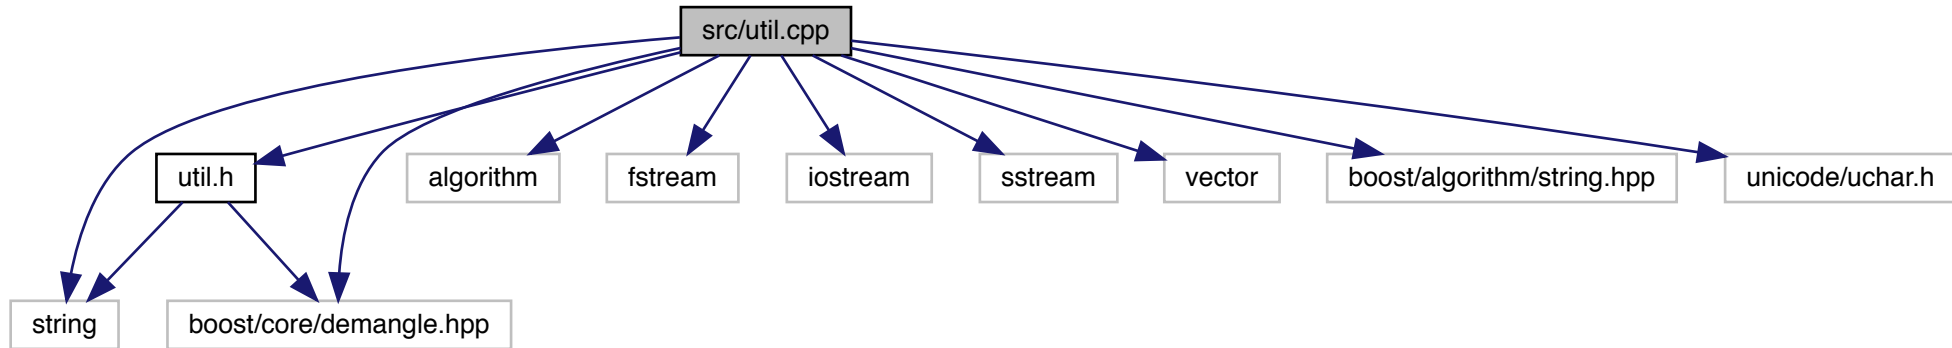 src/util.cpp
util.h
algorithm
fstream
iostream
sstream
vector
boost/algorithm/string.hpp
unicode/uchar.h
string
boost/core/demangle.hpp